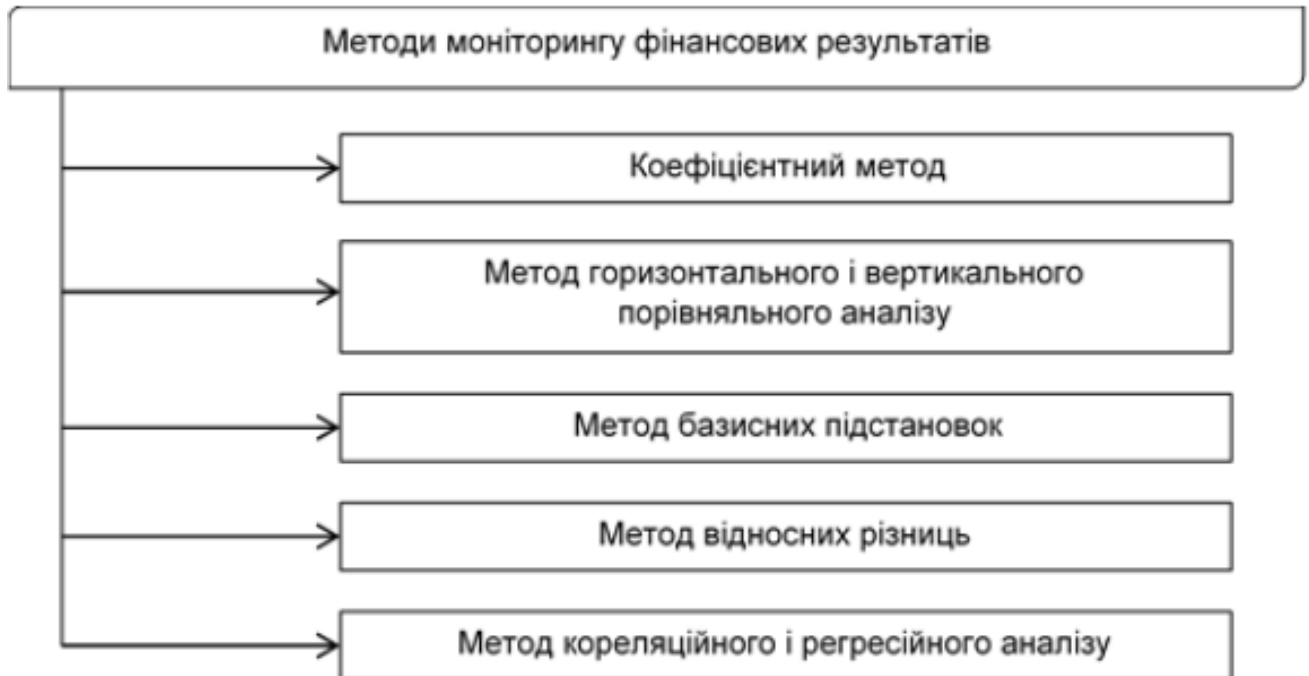 Методи моніторингу фінансових результатів
Коефіцієнтний метод
Метод горизонтального і вертикального
порівняльного аналізу
Метод базисних підстановок
Метод відносних різниць
Метод кореляційного і регресійного аналізу